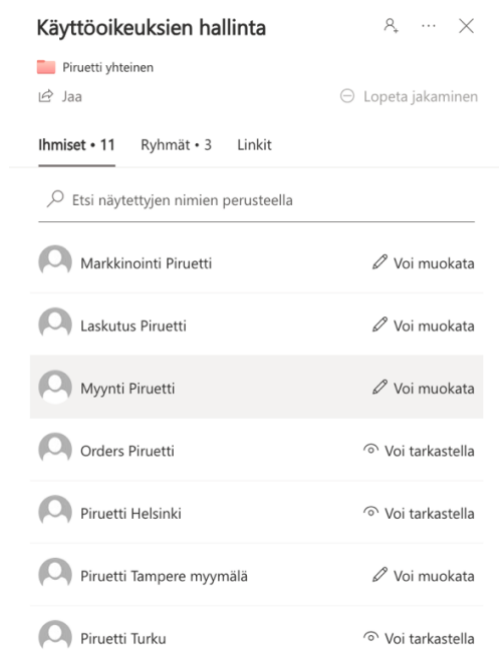 Käyttöoikeuksien hallinta
Piruetti yhteinen
Jaa
Lopeta jakaminen
Ihmiset • 11 Ryhmät • 3 Linkit
Etsi näytettyjen nimien perusteella
Markkinointi Piruetti Voi muokata
Laskutus Piruetti Voi muokata
Myynti Piruetti Voi muokata
Orders Piruetti Voi tarkastella
Piruetti Helsinki Voi tarkastella
Piruetti Tampere myymälä Voi muokata
Piruetti Turku Voi tarkastella